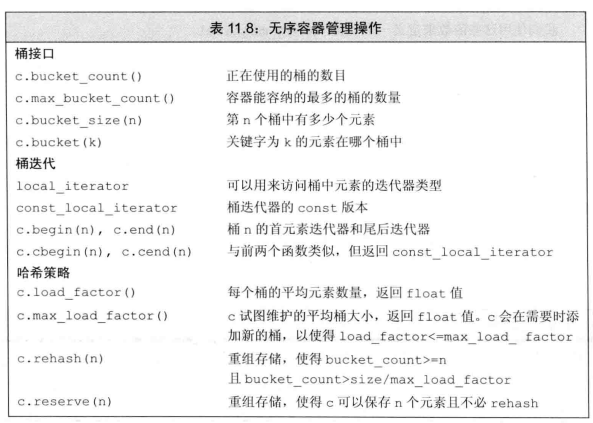 表 11.8：无序容器管理操作
桶接口
c.bucket_count() 正在使用的桶的数目
c.max_bucket_count() 容器能容纳的最多的桶的数量
c.bucket_size(n) 第 n 个桶中有多少个元素
c.bucket(k) 关键字为 k 的元素在哪个桶中
桶迭代
local_iterator 可以用来访问桶中元素的迭代器类型
const_local_iterator 桶迭代器的 const 版本
c.begin(n), c.end(n) 桶 n 的首元素迭代器和尾后迭代器
c.cbegin(n), c.cend(n) 与前两个函数类似，但返回 const_local_iterator
哈希策略
c.load_factor() 每个桶的平均元素数量，返回 float 值
c.max_load_factor() c 试图维护的平均桶大小，返回 float 值。c 会在需要时添
加新的桶，以使得 load_factor<=max_load_ factor
c.rehash(n) 重组存储，使得 bucket_count>=n
且 bucket_count>size/max_load_factor
c.reserve(n) 重组存储，使得 c 可以保存 n 个元素且不必 rehash